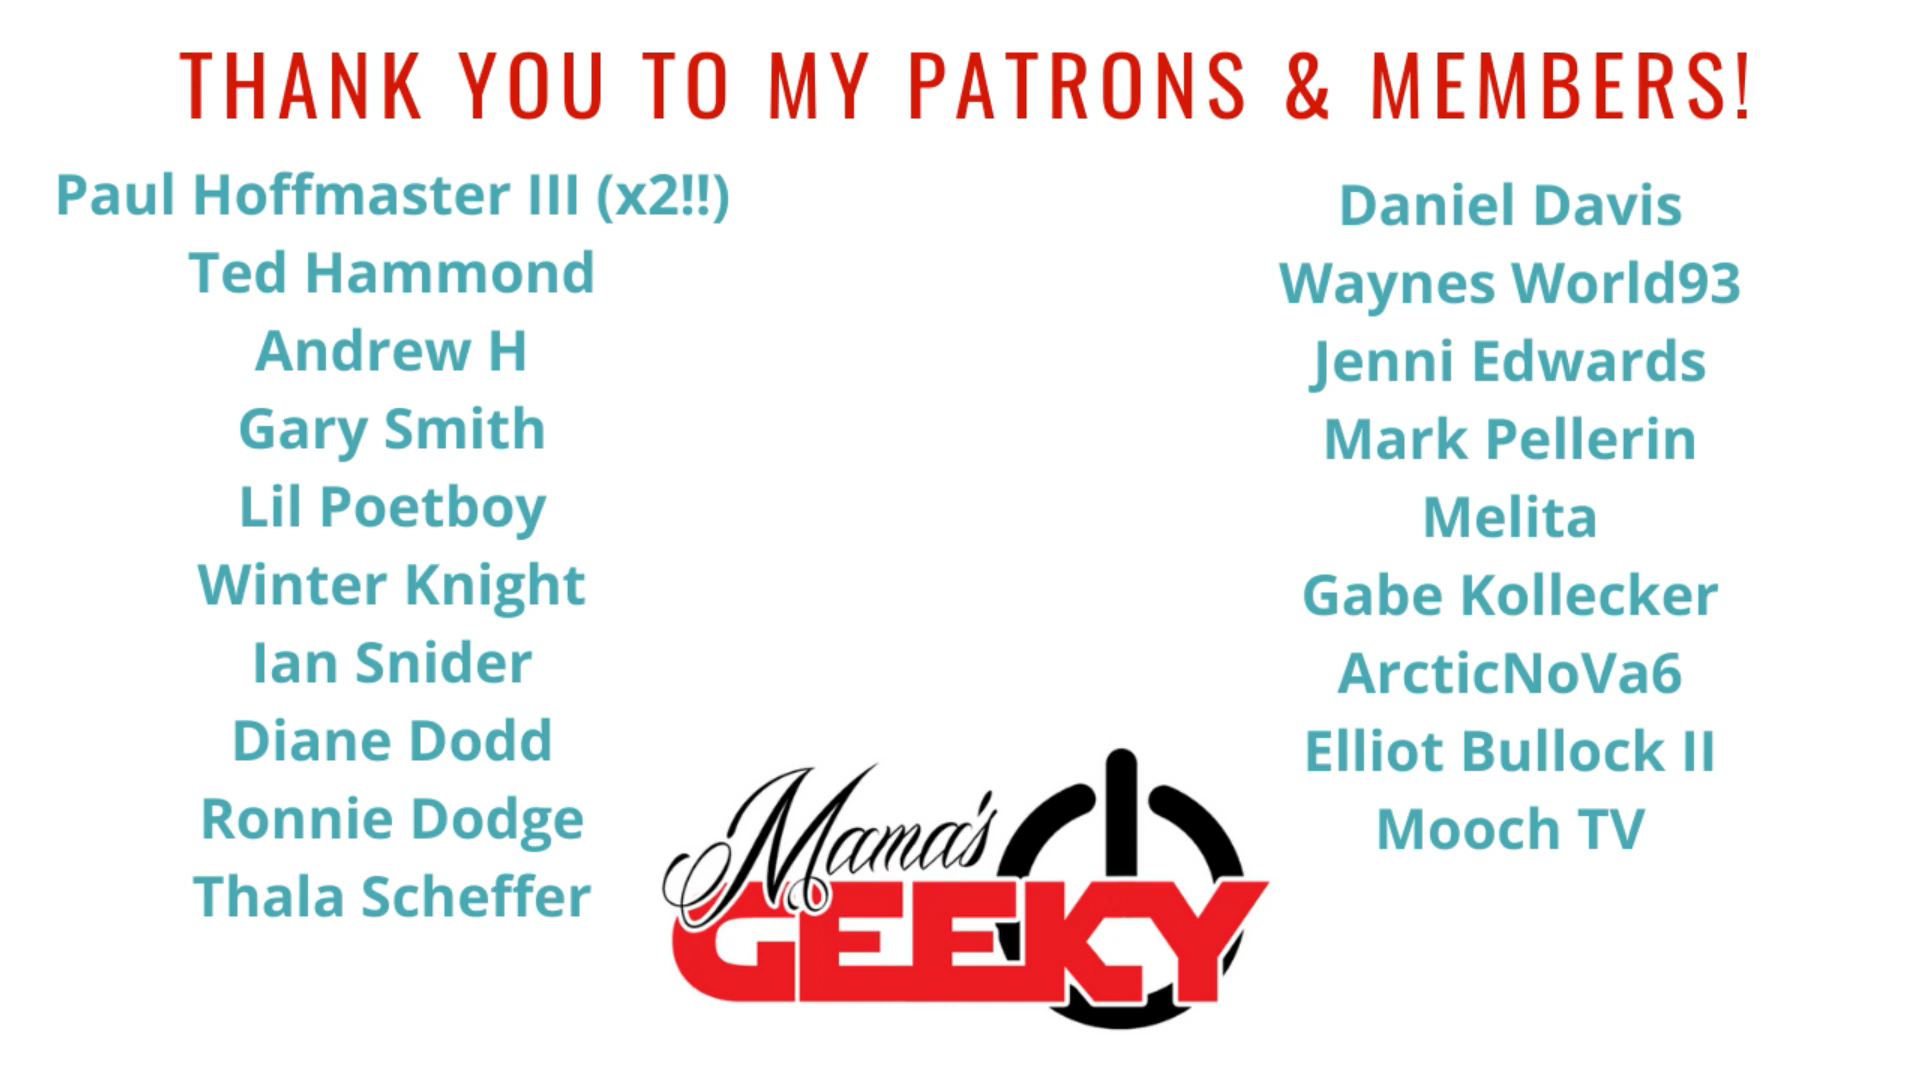 THANK YOU TO MY PATRONS & MEMBERS!
Paul Hoffmaster III (x2!!)
Ted Hammond
Andrew H
Gary Smith
Lil Poetboy
Winter Knight
Ian Snider
Diane Dodd
Ronnie Dodge
Thala Scheffer
Daniel Davis
Waynes World93
Jenni Edwards
Mark Pellerin
Melita
Gabe Kollecker
ArcticNoVa6
Elliot Bullock II
Mooch TV
Mama's
GEEKY